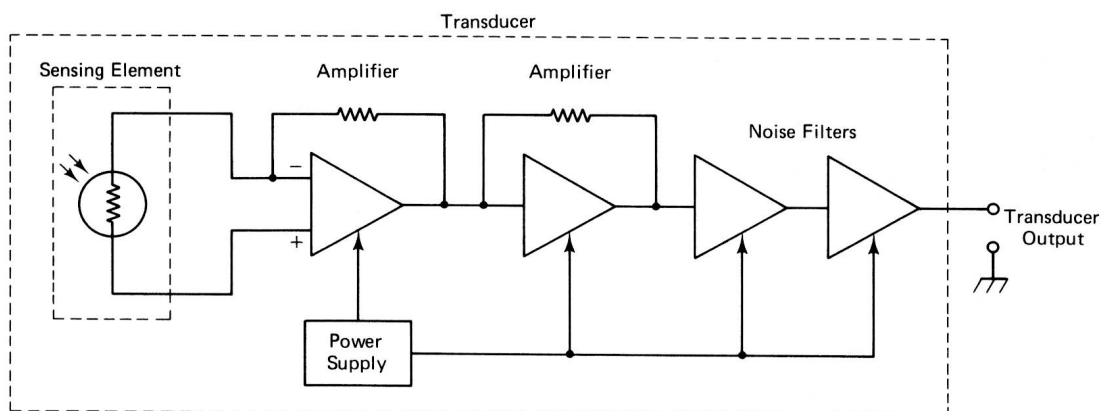 Transducer
Sensing Element
Amplifier
Amplifier
Noise Filters
−
+
Transducer
Output
Power
Supply